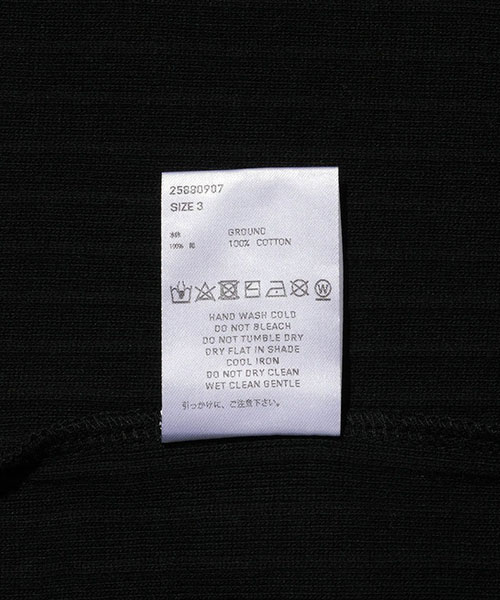 25880907
SIZE 3
GROUND
100% 綿 100% COTTON
HAND WASH COLD
DO NOT BLEACH
DO NOT TUMBLE DRY
DRY FLAT IN SHADE
COOL IRON
DO NOT DRY CLEAN
WET CLEAN GENTLE
引っかけに、ご注意下さい。